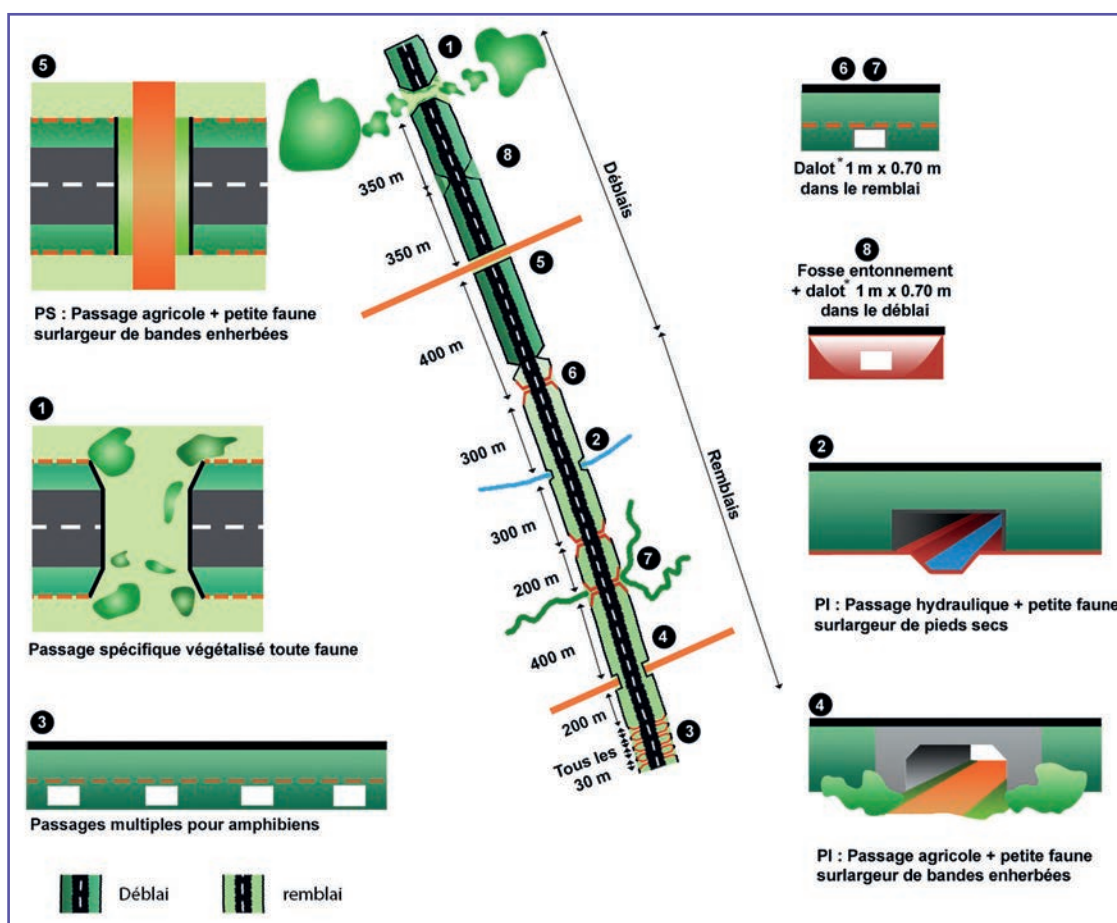 5
PS : Passage agricole + petite faune
surlargeur de bandes enherbées
1
Passage spécifique végétalisé toute faune
3
Passages multiples pour amphibiens
Déblai
remblai
1
8
350 m
350 m
5
400 m
6
300 m
2
300 m
200 m
7
400 m
4
200 m
3
Tous les
30 m
Déblais
Remblais
6 7
Dalot* 1 m x 0.70 m
dans le remblai
8
Fosse entonnement
+ dalot* 1 m x 0.70 m
dans le déblai
2
PI : Passage hydraulique + petite faune
surlargeur de pieds secs
4
PI : Passage agricole + petite faune
surlargeur de bandes enherbées